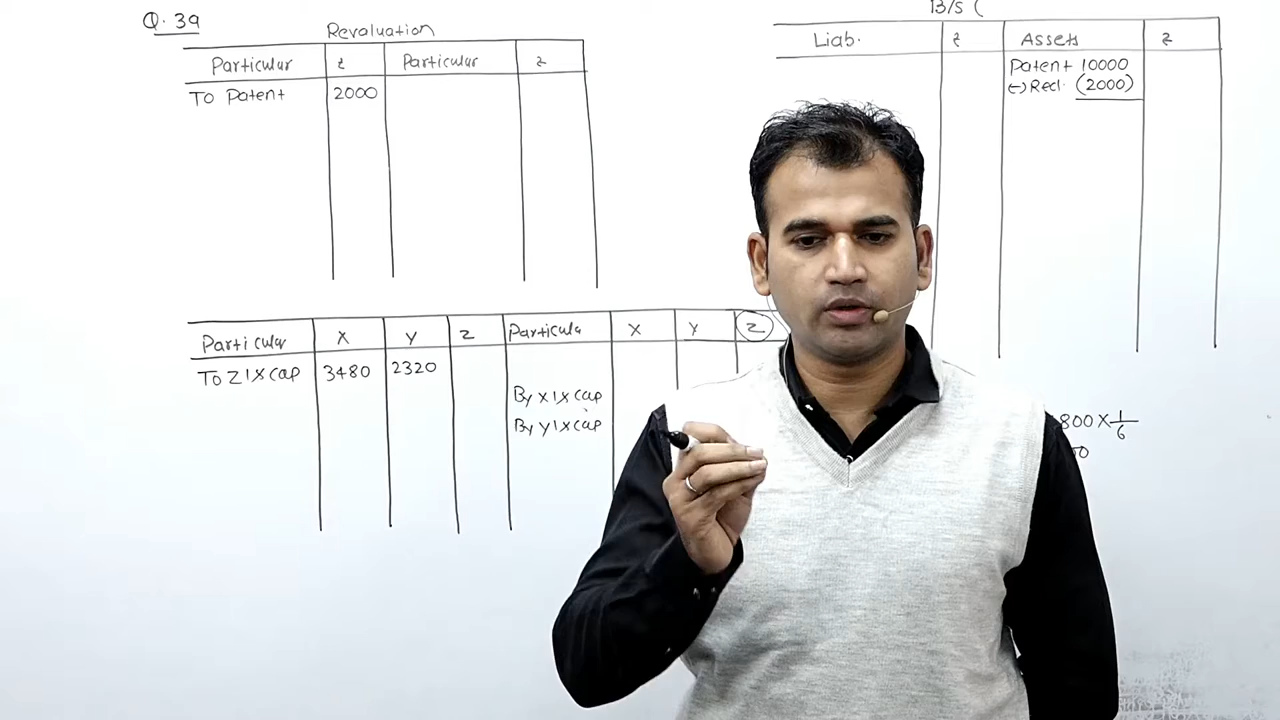 Q. 39
Revaluation
Particular ₹ Particular ₹
To Patent 2000
B/S (
Liab. ₹ Assets ₹
Patent 10000
(-) Red. (2000)
Particular X Y Z Particula X Y Z
To Z's Cap 3480 2320
By X's Cap
By Y's Cap
800 X 1/6